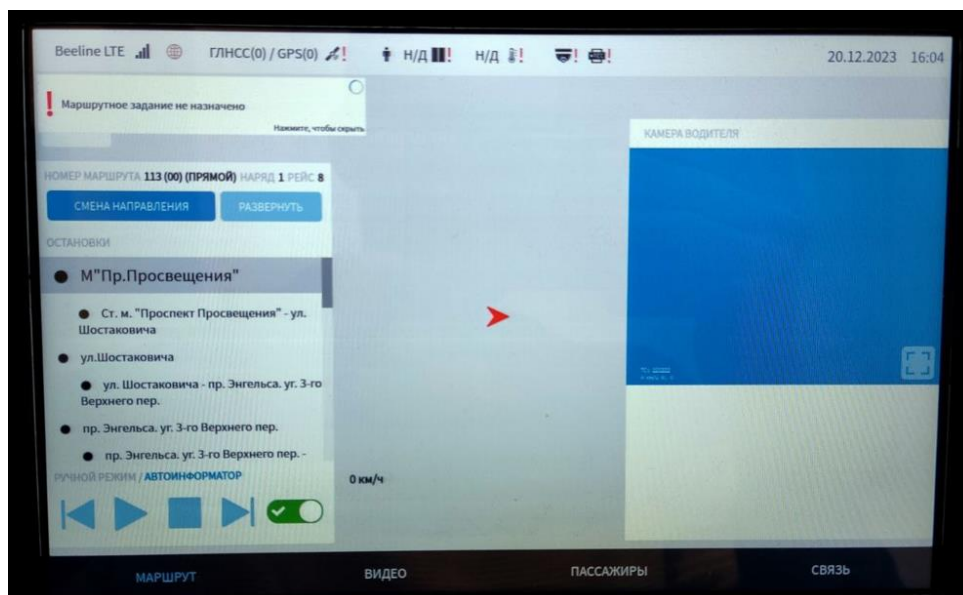 Beeline LTE ГЛНСС(0) / GPS(0) ! Н/Д ! Н/Д ! ! ! 20.12.2023 16:04
! Маршрутное задание не назначено
Нажмите, чтобы скрыть
КАМЕРА ВОДИТЕЛЯ
НОМЕР МАРШРУТА 113 (00) (ПРЯМОЙ) НАРЯД 1 РЕЙС 8
СМЕНА НАПРАВЛЕНИЯ РАЗВЕРНУТЬ
ОСТАНОВКИ
М"Пр.Просвещения"
Ст. м. "Проспект Просвещения" - ул.
Шостаковича
ул.Шостаковича
ул. Шостаковича - пр. Энгельса. уг. 3-го
Верхнего пер.
пр. Энгельса. уг. 3-го Верхнего пер.
пр. Энгельса. уг. 3-го Верхнего пер. -
РУЧНОЙ РЕЖИМ / АВТОИНФОРМАТОР
0 км/ч
МАРШРУТ ВИДЕО ПАССАЖИРЫ СВЯЗЬ